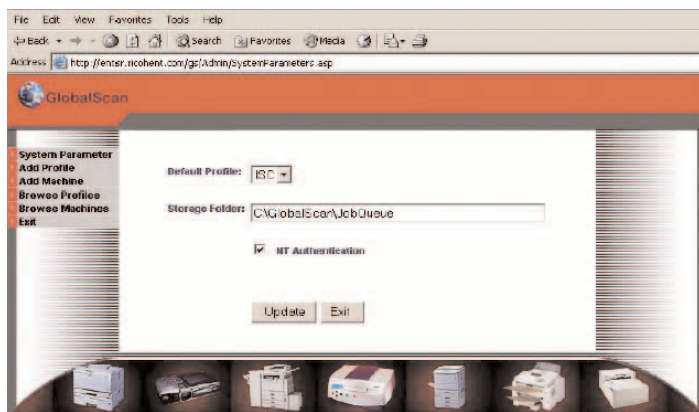 File Edit View Favorites Tools Help
Back Search Favorites Media
Address http://entsr.ricohent.com/gs/Admin/SystemParameters.asp
GlobalScan
System Parameter
Add Profile
Add Machine
Browse Profiles
Browse Machines
Exit
Default Profile: ISC
Storage Folder: C:\GlobalScan\JobQueue
NT Authentication
Update Exit